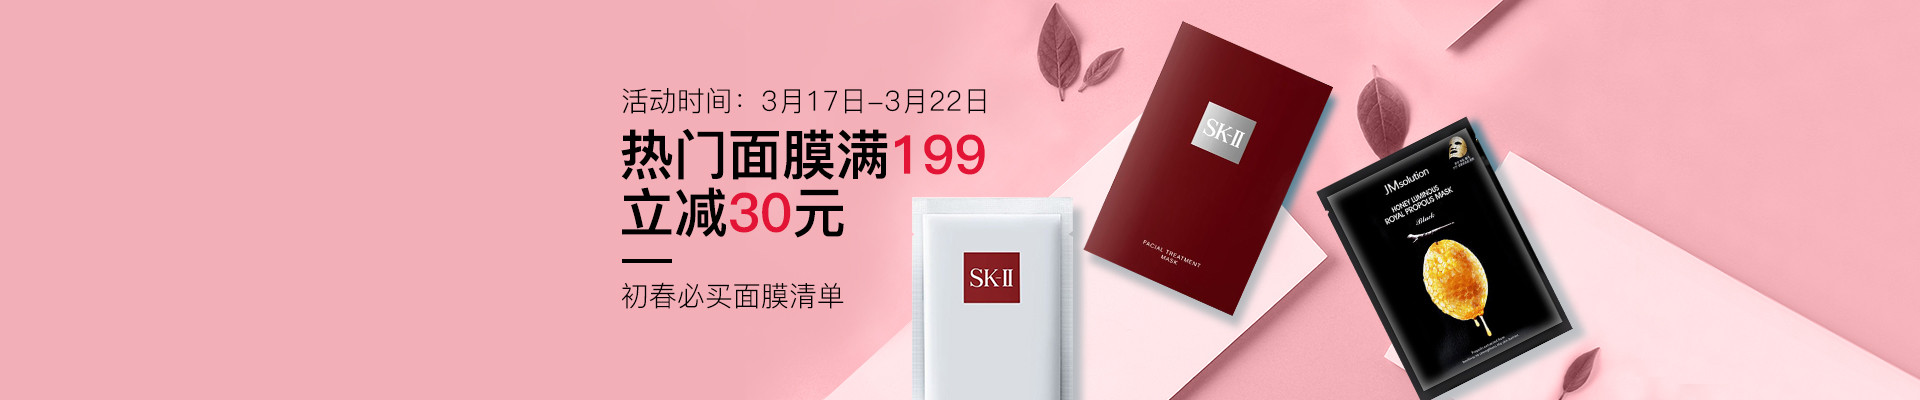 活动时间：3月17日-3月22日
热门面膜满199
立减30元
初春必买面膜清单
SK-II
SK-II
FACIAL TREATMENT
MASK
JMsolution
HONEY LUMINOUS
ROYAL PROPOLIS MASK
Black